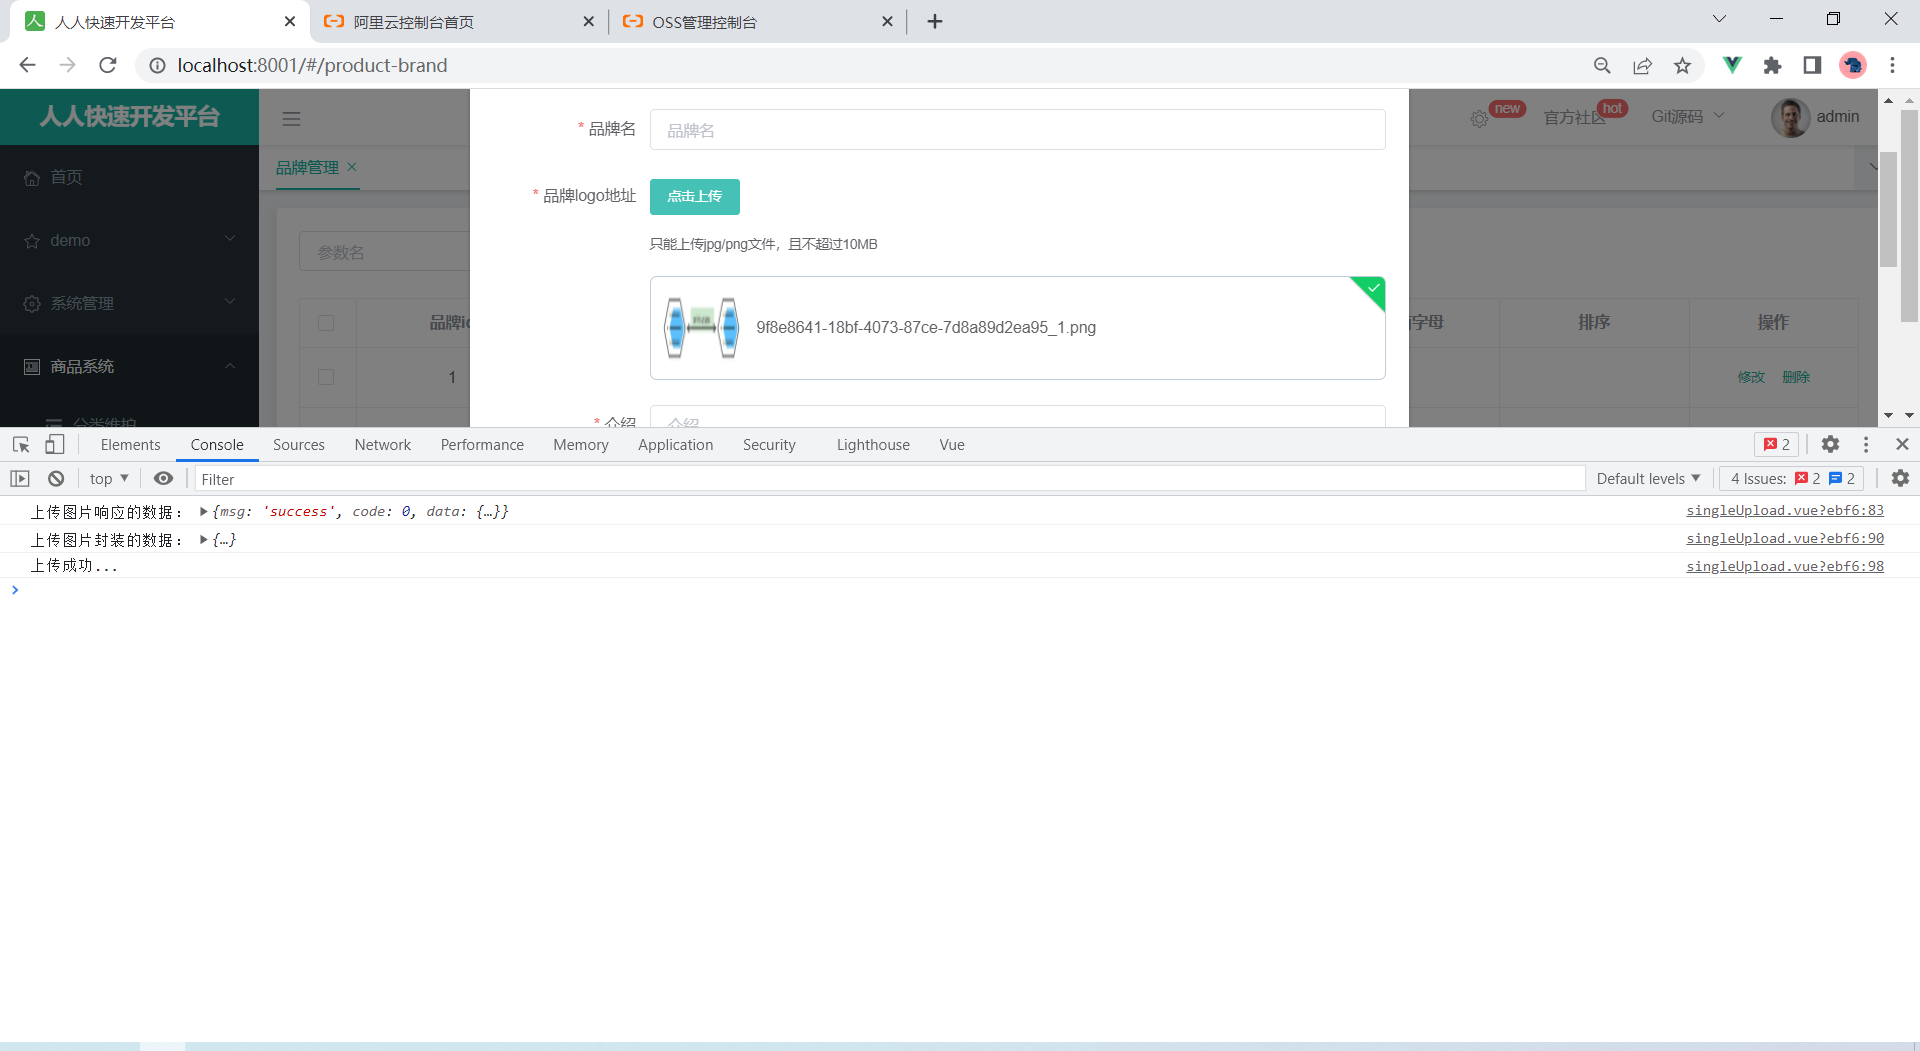 人人快速开发平台
阿里云控制台首页
OSS管理控制台
localhost:8001/#/product-brand
人人快速开发平台
new
官方社区
hot
Git源码
admin
首页
demo
系统管理
商品系统
分类维护
品牌管理
参数名
品牌id
首字母
排序
操作
1
修改
删除
* 品牌名
品牌名
* 品牌logo地址
点击上传
只能上传jpg/png文件，且不超过10MB
9f8e8641-18bf-4073-87ce-7d8a89d2ea95_1.png
* 介绍
介绍
Elements Console Sources Network Performance Memory Application Security Lighthouse Vue
2
top
Filter
Default levels
4 Issues: 2 2
上传图片响应的数据： {msg: 'success', code: 0, data: {…}} singleUpload.vue?ebf6:83
上传图片封装的数据： {…} singleUpload.vue?ebf6:90
上传成功... singleUpload.vue?ebf6:98